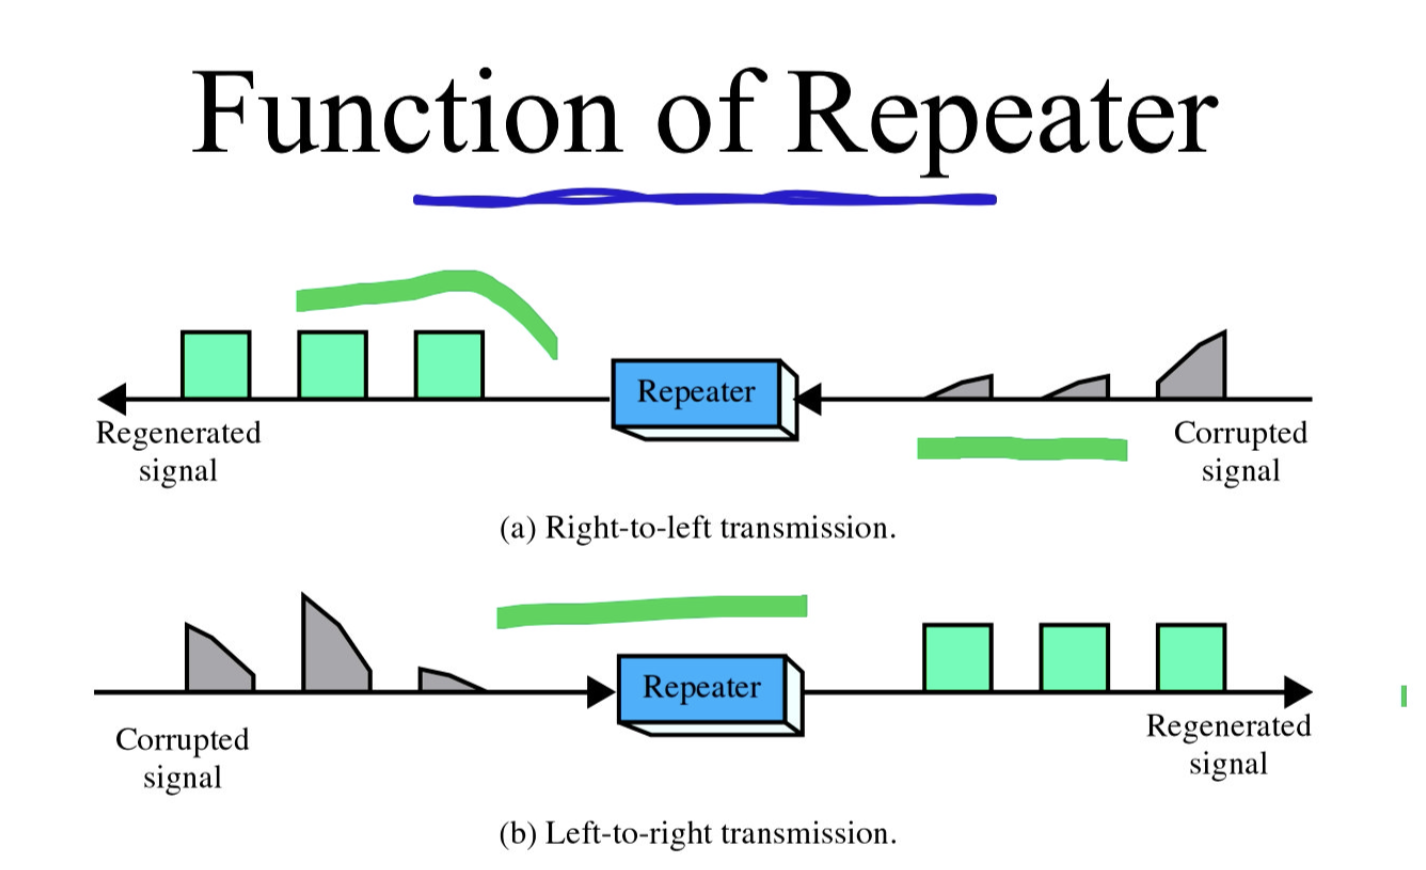 Function of Repeater
Repeater
Regenerated
signal
Corrupted
signal
(a) Right-to-left transmission.
Repeater
Corrupted
signal
Regenerated
signal
(b) Left-to-right transmission.